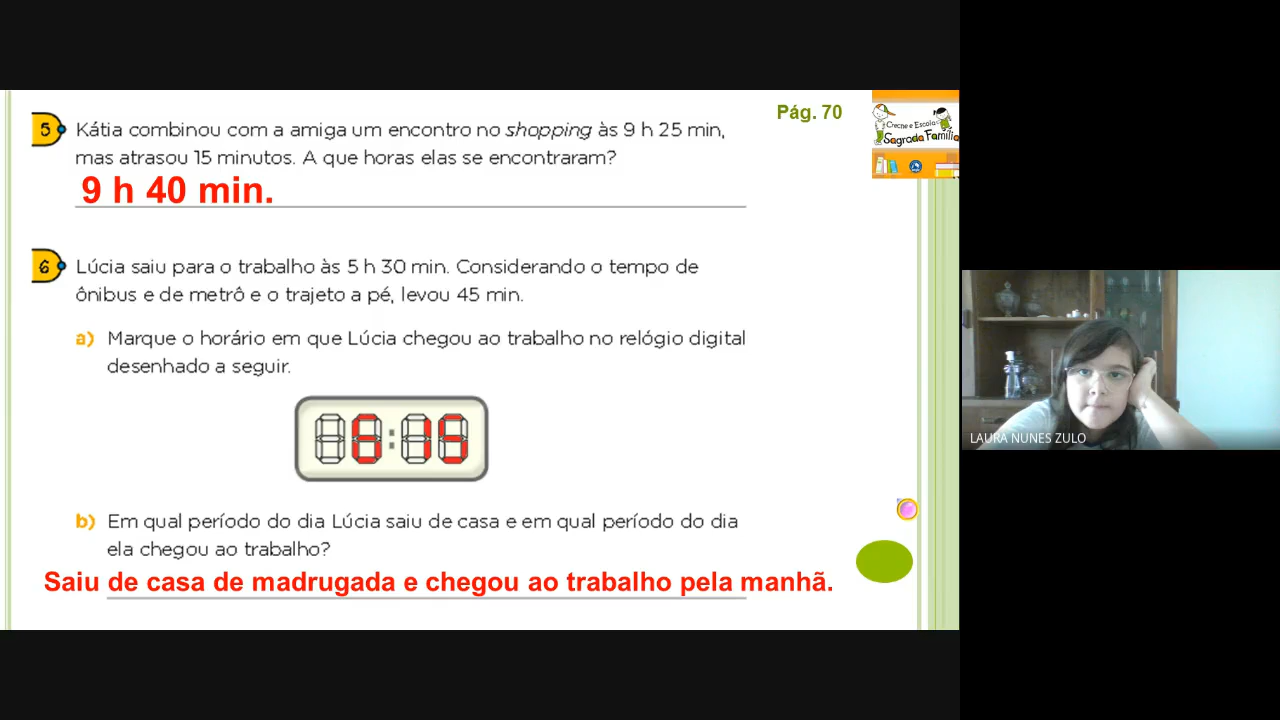 Pág. 70
Creche e Escola
Sagrada Família
5 Kátia combinou com a amiga um encontro no shopping às 9 h 25 min,
mas atrasou 15 minutos. A que horas elas se encontraram?
9 h 40 min.
6 Lúcia saiu para o trabalho às 5 h 30 min. Considerando o tempo de
ônibus e de metrô e o trajeto a pé, levou 45 min.
a) Marque o horário em que Lúcia chegou ao trabalho no relógio digital
desenhado a seguir.
6:15
b) Em qual período do dia Lúcia saiu de casa e em qual período do dia
ela chegou ao trabalho?
Saiu de casa de madrugada e chegou ao trabalho pela manhã.
LAURA NUNES ZULO